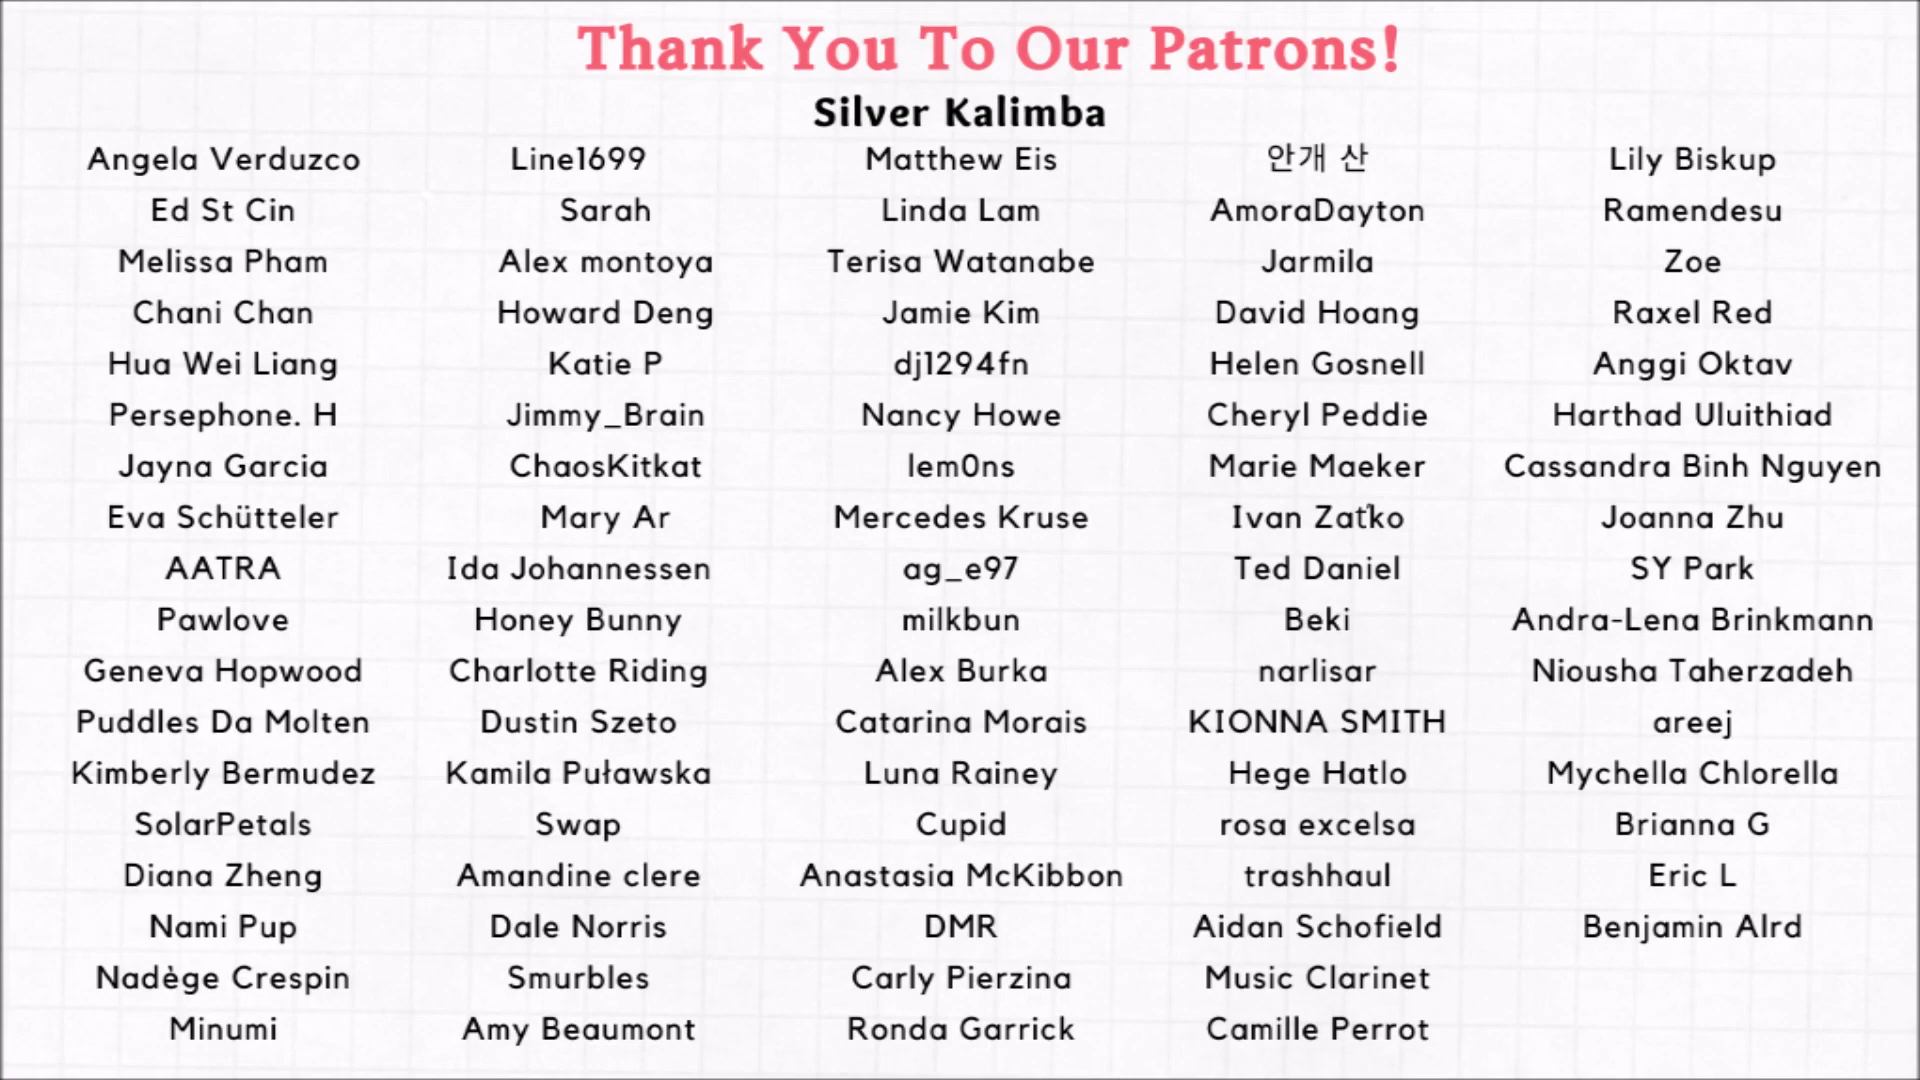 Thank You To Our Patrons!
Silver Kalimba
Angela Verduzco
Ed St Cin
Melissa Pham
Chani Chan
Hua Wei Liang
Persephone. H
Jayna Garcia
Eva Schütteler
AATRA
Pawlove
Geneva Hopwood
Puddles Da Molten
Kimberly Bermudez
SolarPetals
Diana Zheng
Nami Pup
Nadège Crespin
Minumi
Line1699
Sarah
Alex montoya
Howard Deng
Katie P
Jimmy_Brain
ChaosKitkat
Mary Ar
Ida Johannessen
Honey Bunny
Charlotte Riding
Dustin Szeto
Kamila Puławska
Swap
Amandine clere
Dale Norris
Smurbles
Amy Beaumont
Matthew Eis
Linda Lam
Terisa Watanabe
Jamie Kim
dj1294fn
Nancy Howe
lem0ns
Mercedes Kruse
ag_e97
milkbun
Alex Burka
Catarina Morais
Luna Rainey
Cupid
Anastasia McKibbon
DMR
Carly Pierzina
Ronda Garrick
안개 산
AmoraDayton
Jarmila
David Hoang
Helen Gosnell
Cheryl Peddie
Marie Maeker
Ivan Zaťko
Ted Daniel
Beki
narlisar
KIONNA SMITH
Hege Hatlo
rosa excelsa
trashhaul
Aidan Schofield
Music Clarinet
Camille Perrot
Lily Biskup
Ramendesu
Zoe
Raxel Red
Anggi Oktav
Harthad Uluithiad
Cassandra Binh Nguyen
Joanna Zhu
SY Park
Andra-Lena Brinkmann
Niousha Taherzadeh
areej
Mychella Chlorella
Brianna G
Eric L
Benjamin Alrd